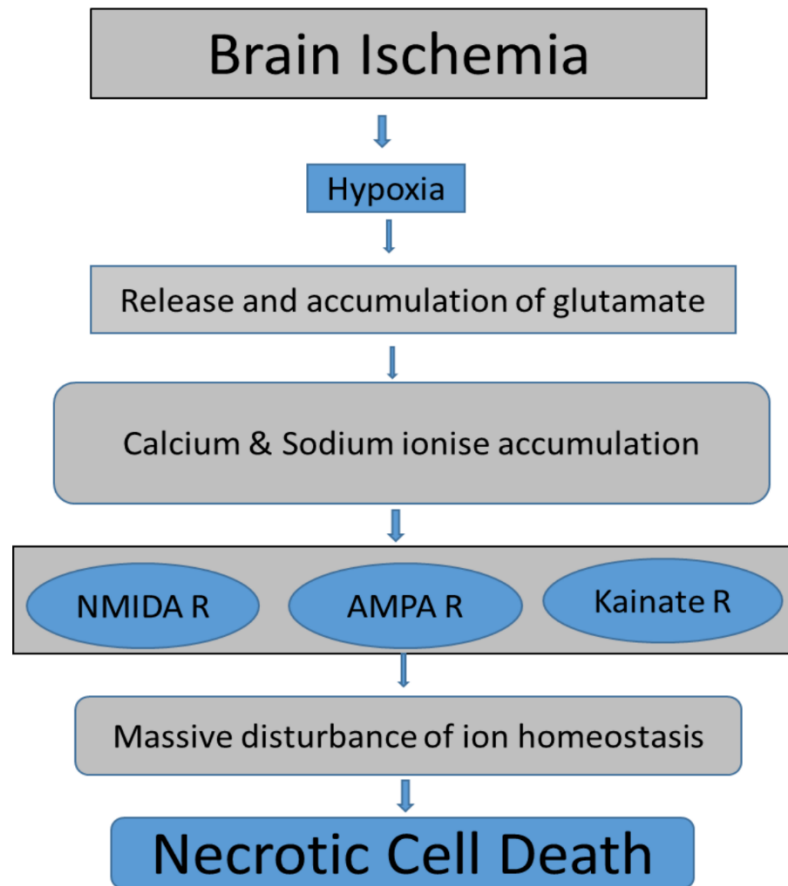 Brain Ischemia
Hypoxia
Release and accumulation of glutamate
Calcium & Sodium ionise accumulation
NMIDA R
AMPA R
Kainate R
Massive disturbance of ion homeostasis
Necrotic Cell Death